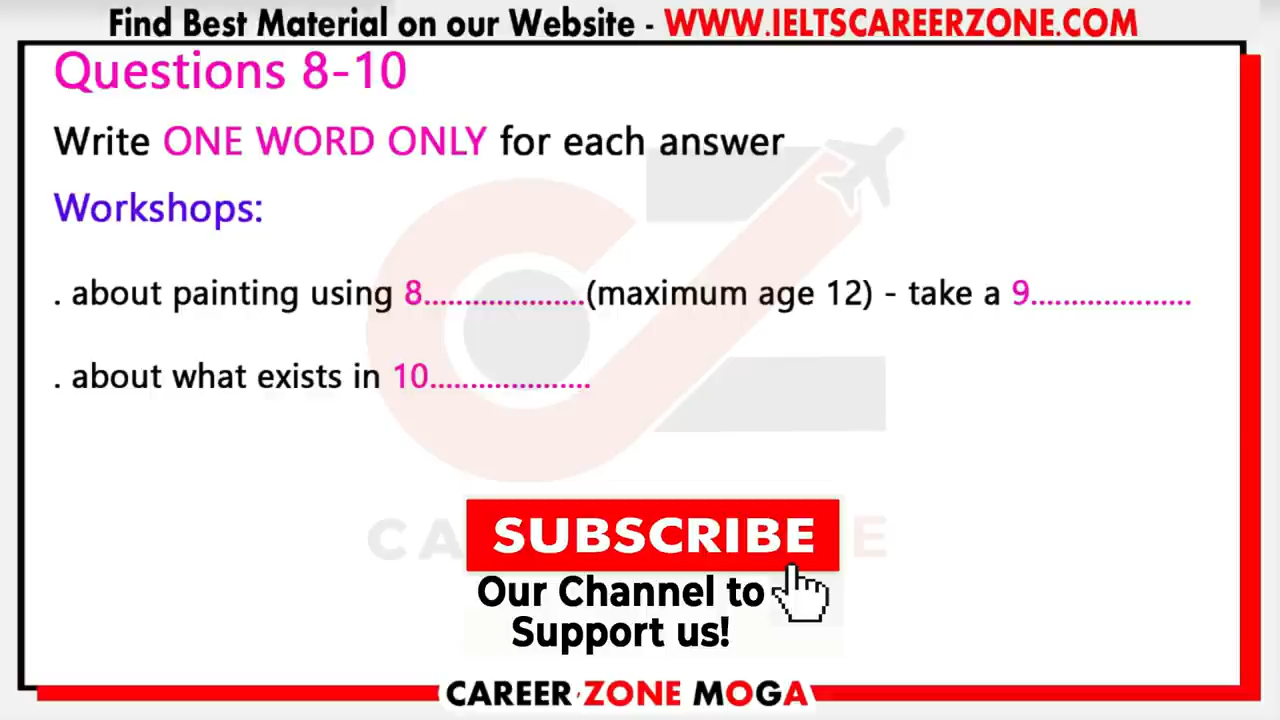 Find Best Material on our Website - WWW.IELTSCAREERZONE.COM
Questions 8-10
Write ONE WORD ONLY for each answer
Workshops:
. about painting using 8....................(maximum age 12) - take a 9....................
. about what exists in 10....................
SUBSCRIBE
Our Channel to
Support us!
CAREER ZONE MOGA